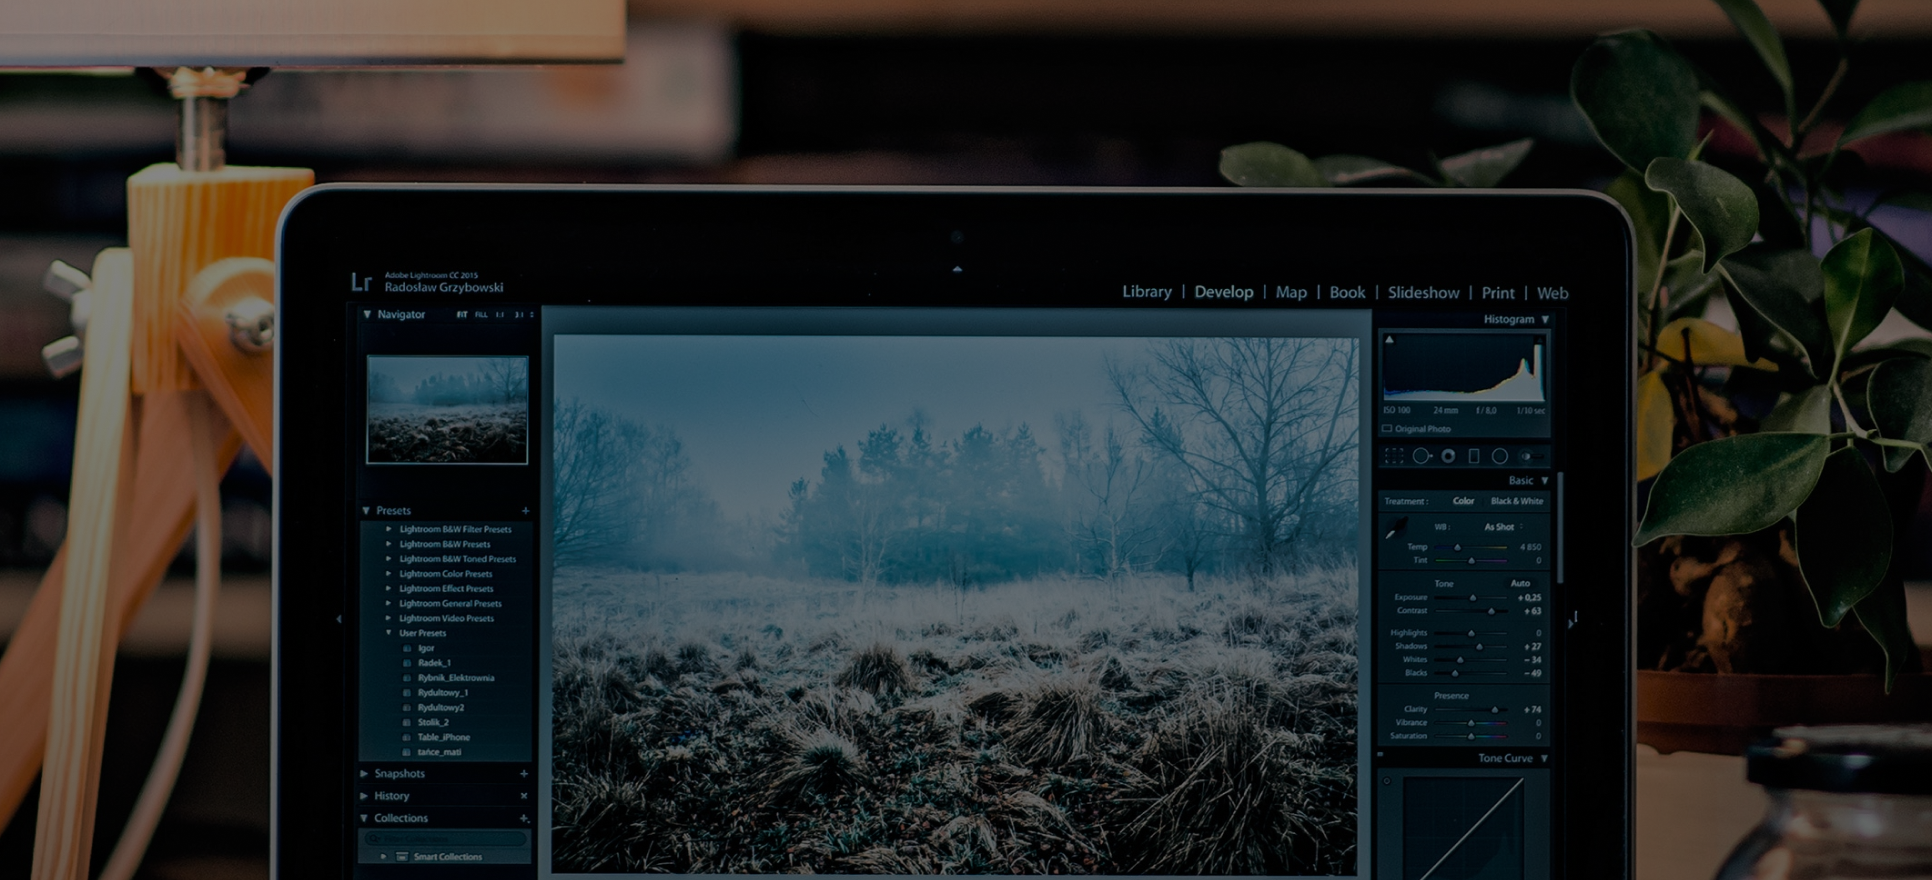 Lr
Adobe Lightroom CC 2015
Radosław Grzybowski
Library | Develop | Map | Book | Slideshow | Print | Web
Navigator FIT FILL 1:1 3:1
Presets +
Lightroom B&W Filter Presets
Lightroom B&W Presets
Lightroom B&W Toned Presets
Lightroom Color Presets
Lightroom Effect Presets
Lightroom General Presets
Lightroom Video Presets
User Presets
Igor
Radek_1
Rybnik_Elektrownia
Rydultowy_1
Rydultowy2
Stolik_2
Table_iPhone
tańce_mati
Snapshots +
History ×
Collections +
Smart Collections
Histogram
ISO 100 24 mm f / 8,0 1/10 sec
Original Photo
Basic
Treatment : Color Black & White
WB : As Shot
Temp 4 850
Tint 0
Tone Auto
Exposure + 0,25
Contrast + 63
Highlights 0
Shadows + 27
Whites − 34
Blacks − 49
Presence
Clarity + 74
Vibrance 0
Saturation 0
Tone Curve